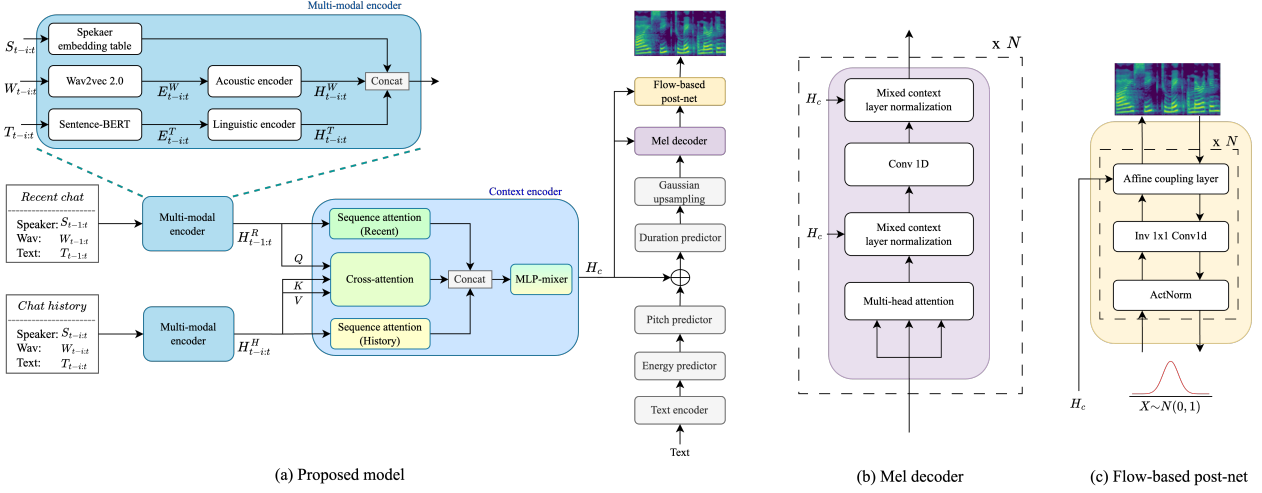 Multi-modal encoder
S_{t-i:t}
Spekaer
embedding table
W_{t-i:t}
Wav2vec 2.0
E^W_{t-i:t}
Acoustic encoder
H^W_{t-i:t}
Concat
T_{t-i:t}
Sentence-BERT
E^T_{t-i:t}
Linguistic encoder
H^T_{t-i:t}
Recent chat
Speaker: S_{t-1:t}
Wav: W_{t-1:t}
Text: T_{t-1:t}
Multi-modal
encoder
H^R_{t-1:t}
Chat history
Speaker: S_{t-i:t}
Wav: W_{t-i:t}
Text: T_{t-i:t}
Multi-modal
encoder
H^H_{t-i:t}
Context encoder
Sequence attention
(Recent)
Q
K
V
Cross-attention
Sequence attention
(History)
Concat
MLP-mixer
H_c
Flow-based
post-net
Mel decoder
Gaussian
upsampling
Duration predictor
Pitch predictor
Energy predictor
Text encoder
Text
(a) Proposed model
x N
H_c
Mixed context
layer normalization
Conv 1D
H_c
Mixed context
layer normalization
Multi-head attention
(b) Mel decoder
x N
Affine coupling layer
Inv 1x1 Conv1d
ActNorm
H_c
X∼N(0, 1)
(c) Flow-based post-net